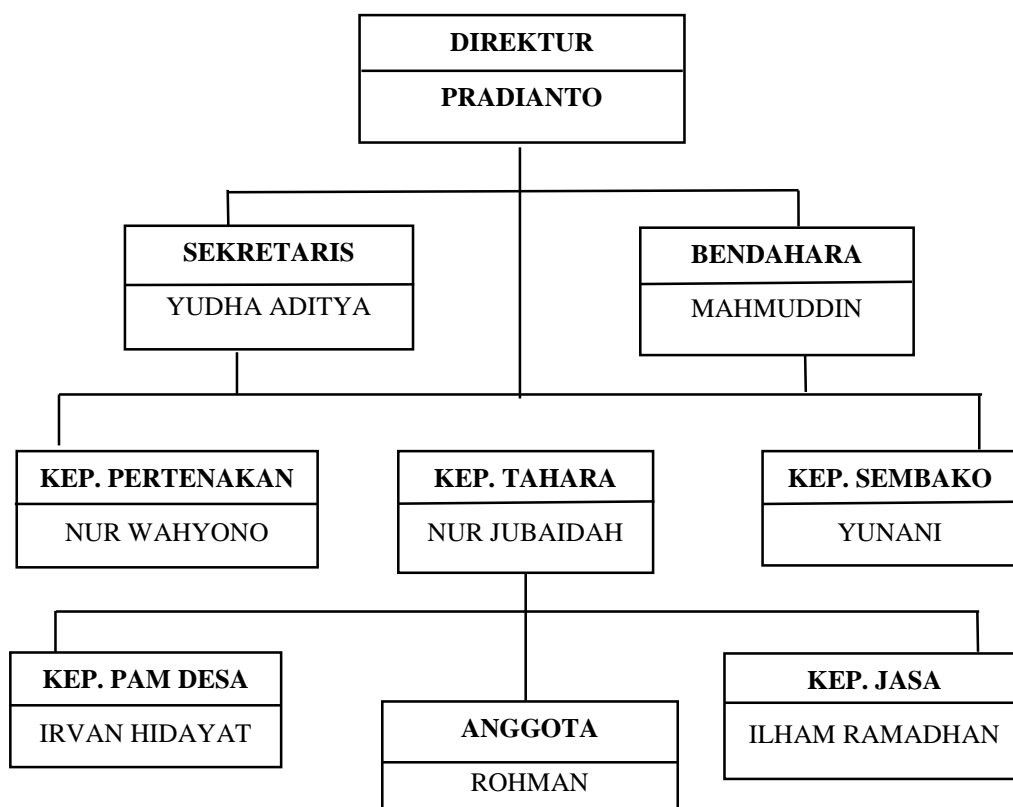 DIREKTUR
PRADIANTO
SEKRETARIS
YUDHA ADITYA
BENDAHARA
MAHMUDDIN
KEP. PERTENAKAN
NUR WAHYONO
KEP. TAHARA
NUR JUBAIDAH
KEP. SEMBAKO
YUNANI
KEP. PAM DESA
IRVAN HIDAYAT
ANGGOTA
ROHMAN
KEP. JASA
ILHAM RAMADHAN